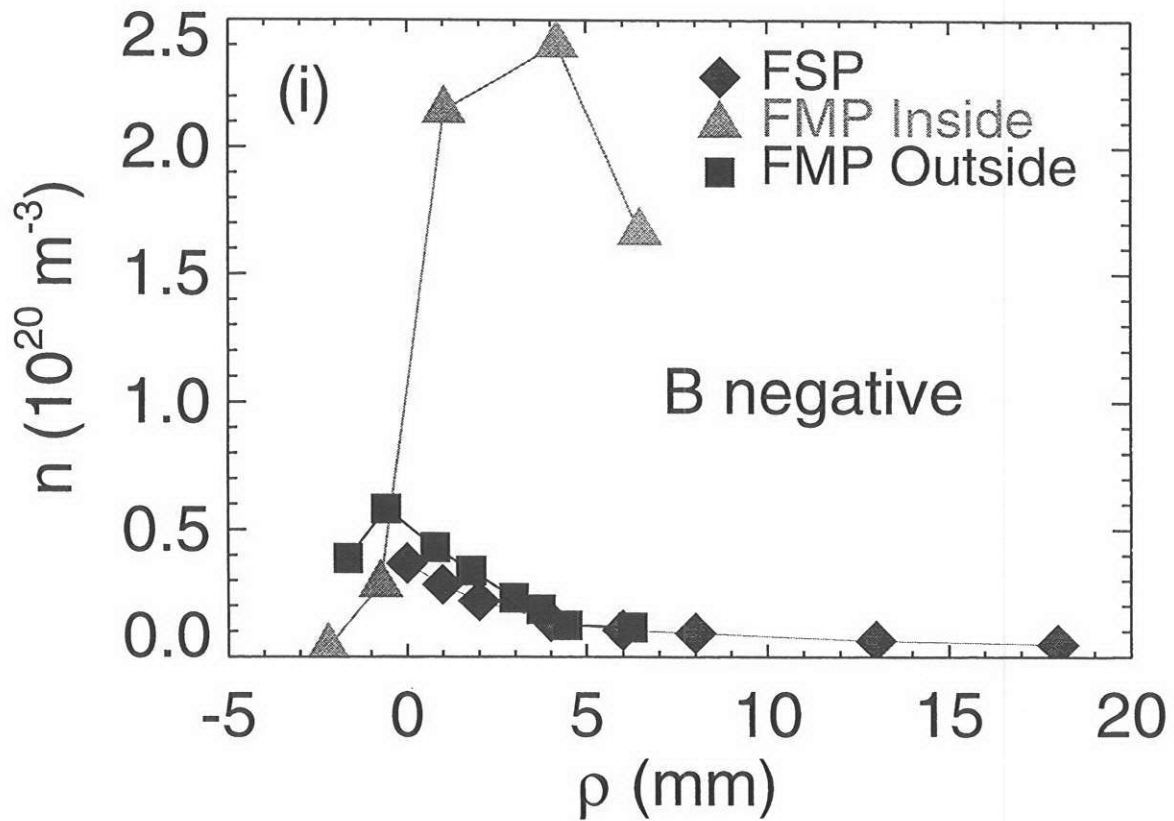 (i)
FSP
FMP Inside
FMP Outside
B negative
n (10²⁰ m⁻³)
2.5
2.0
1.5
1.0
0.5
0.0
-5 0 5 10 15 20
ρ (mm)